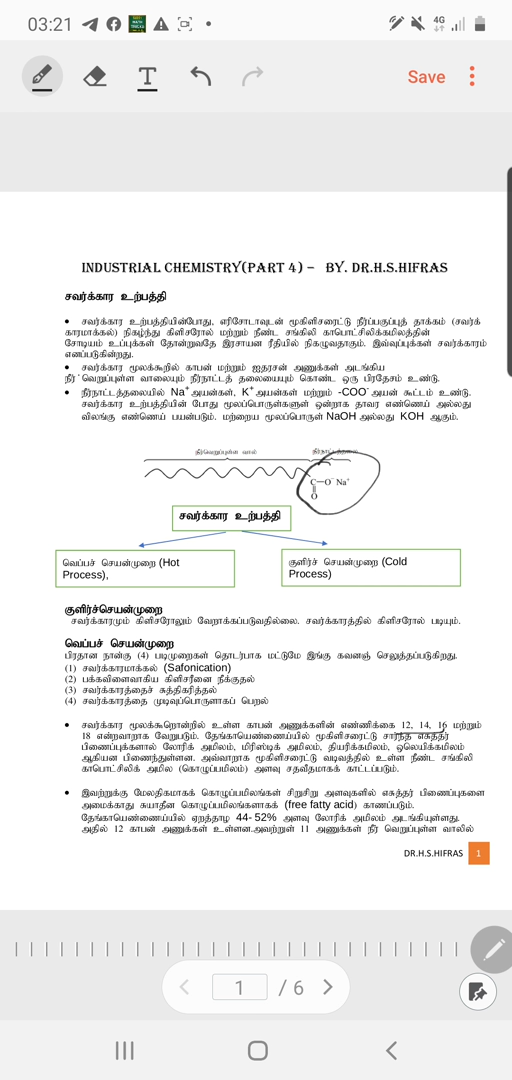 03:21
4G
T
Save
INDUSTRIAL CHEMISTRY(PART 4) – BY. DR.H.S.HIFRAS
சவர்க்கார உற்பத்தி
• சவர்க்கார உற்பத்தியின்போது, எரிசோடாவுடன் மூகிளிசரைட்டு நீர்ப்பகுப்புத் தாக்கம் (சவர்க்
காரமாக்கல்) நிகழ்ந்து கிளிசரோல் மற்றும் நீண்ட சங்கிலி காபொட்சிலிக்கமிலத்தின்
சோடியம் உப்புக்கள் தோன்றுவதே இரசாயன ரீதியில் நிகழுவதாகும். இவ்வுப்புக்கள் சவர்க்காரம்
எனப்படுகின்றது.
• சவர்க்கார மூலக்கூறில் காபன் மற்றும் ஐதரசன் அணுக்கள் அடங்கிய
நீர் வெறுப்புள்ள வாலையும் நீர்நாட்டத் தலையையும் கொண்ட ஒரு பிரதேசம் உண்டு.
• நீர்நாட்டத்தலையில் Na⁺ அயன்கள், K⁺ அயன்கள் மற்றும் -COO⁻ அயன் கூட்டம் உண்டு.
சவர்க்கார உற்பத்தியின் போது மூலப்பொருள்களுள் ஒன்றாக தாவர எண்ணெய் அல்லது
விலங்கு எண்ணெய் பயன்படும். மற்றைய மூலப்பொருள் NaOH அல்லது KOH ஆகும்.
நீர்வெறுப்புள்ள வால் நீர்நாட்டத்தலை
C—O⁻ Na⁺
O
சவர்க்கார உற்பத்தி
வெப்பச் செயன்முறை (Hot
Process),
குளிர்ச் செயன்முறை (Cold
Process)
குளிர்ச்செயன்முறை
சவர்க்காரமும் கிளிசரோலும் வேறாக்கப்படுவதில்லை. சவர்க்காரத்தில் கிளிசரோல் படியும்.
வெப்பச் செயன்முறை
பிரதான நான்கு (4) படிமுறைகள் தொடர்பாக மட்டுமே இங்கு கவனஞ் செலுத்தப்படுகிறது.
(1) சவர்க்காரமாக்கல் (Safonication)
(2) பக்கவிளைவாகிய கிளிசரீனை நீக்குதல்
(3) சவர்க்காரத்தைச் சுத்திகரித்தல்
(4) சவர்க்காரத்தை முடிவுப்பொருளாகப் பெறல்
• சவர்க்கார மூலக்கூறொன்றில் உள்ள காபன் அணுக்களின் எண்ணிக்கை 12, 14, 16 மற்றும்
18 என்றவாறாக வேறுபடும். தேங்காயெண்ணையில் மூகிளிசரைட்டு சார்ந்த எசுத்தர்
பிணைப்புக்களால் லோரிக் அமிலம், மிரிஸ்டிக் அமிலம், தியரிக்கமிலம், ஒலெயிக்கமிலம்
ஆகியன பிணைந்துள்ளன. அவ்வாறாக மூகிளிசரைட்டு வடிவத்தில் உள்ள நீண்ட சங்கிலி
காபொட்சிலிக் அமில (கொழுப்பமிலம்) அளவு சதவீதமாகக் காட்டப்படும்.
• இவற்றுக்கு மேலதிகமாகக் கொழுப்பமிலங்கள் சிறுசிறு அளவுகளில் எசுத்தர் பிணைப்புகளை
அமைக்காது சுயாதீன கொழுப்பமிலங்களாகக் (free fatty acid) காணப்படும்.
தேங்காயெண்ணைய்யில் ஏறத்தாழ 44- 52% அளவு லோரிக் அமிலம் அடங்கியுள்ளது.
அதில் 12 காபன் அணுக்கள் உள்ளன.அவற்றுள் 11 அணுக்கள் நீர் வெறுப்புள்ள வாலில்
DR.H.S.HIFRAS 1
1 / 6